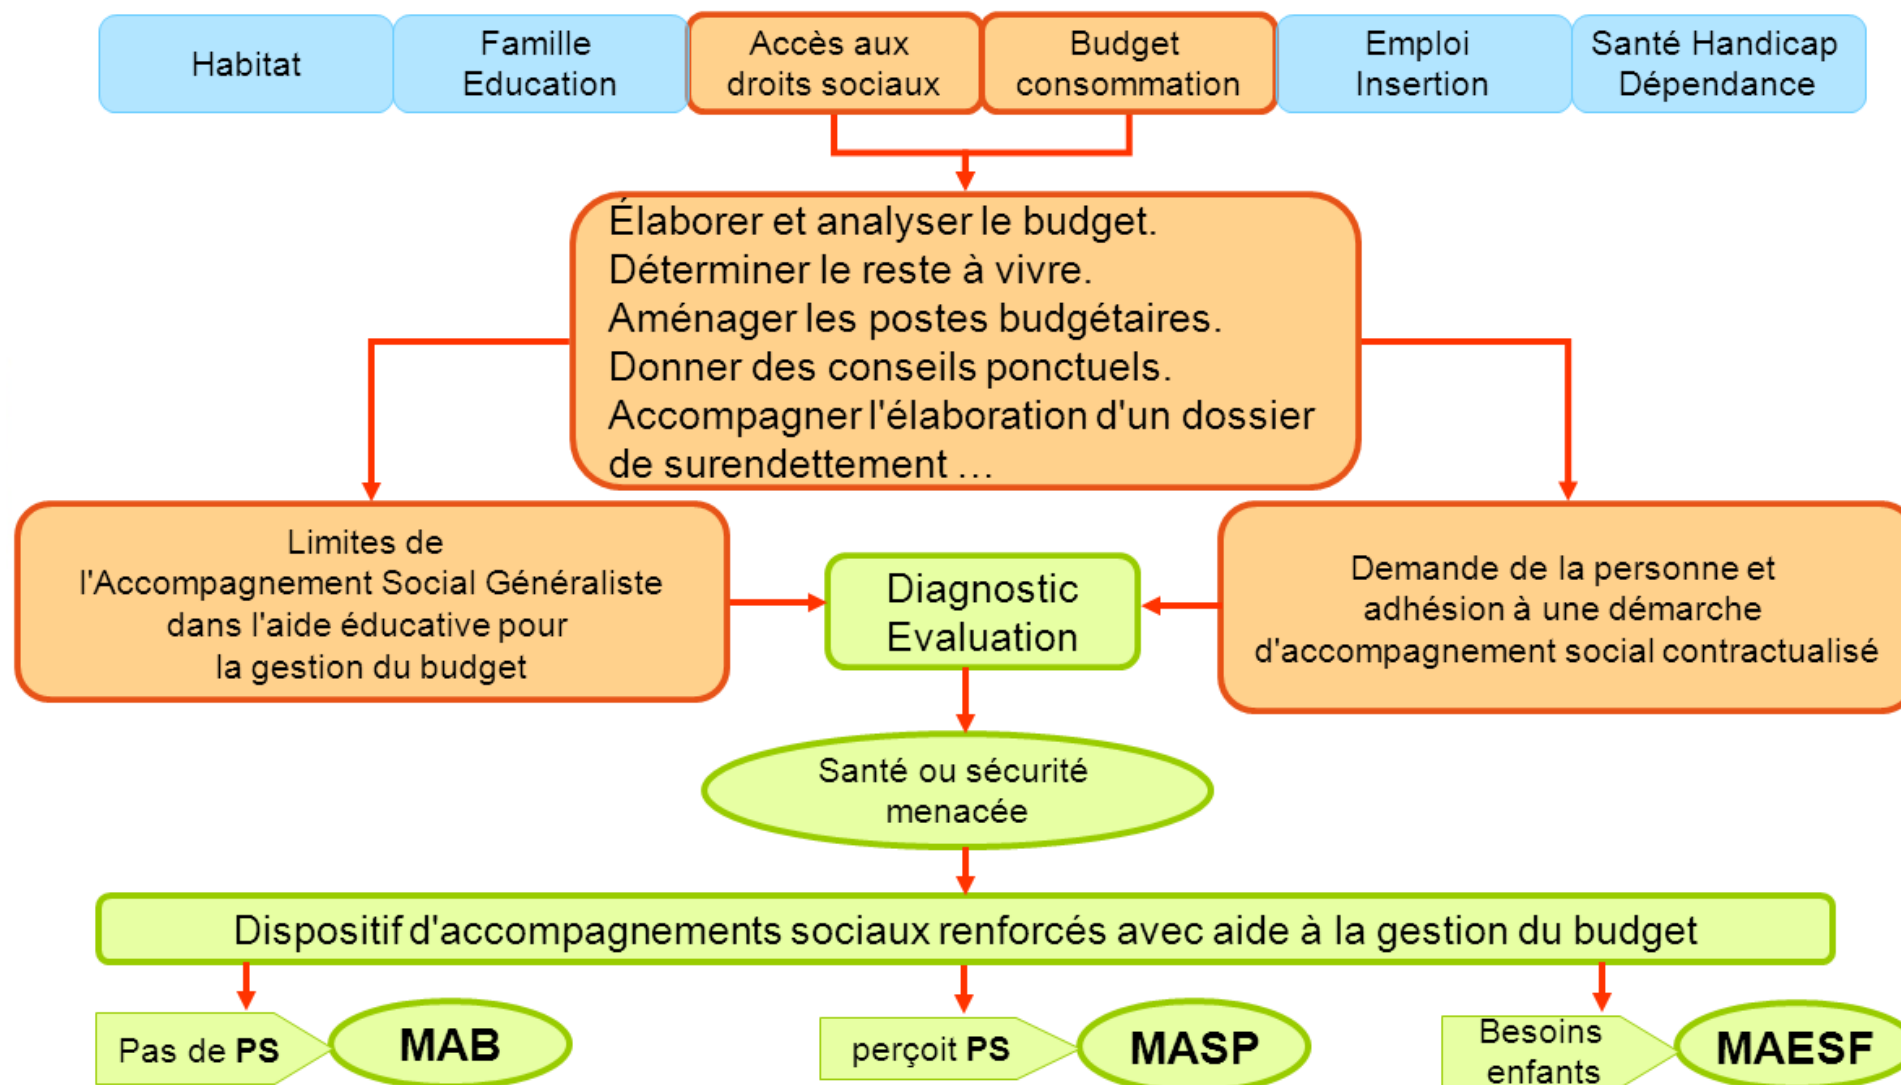 Habitat
Famille
Education
Accès aux
droits sociaux
Budget
consommation
Emploi
Insertion
Santé Handicap
Dépendance
Élaborer et analyser le budget.
Déterminer le reste à vivre.
Aménager les postes budgétaires.
Donner des conseils ponctuels.
Accompagner l'élaboration d'un dossier
de surendettement ...
Limites de
l'Accompagnement Social Généraliste
dans l'aide éducative pour
la gestion du budget
Diagnostic
Evaluation
Demande de la personne et
adhésion à une démarche
d'accompagnement social contractualisé
Santé ou sécurité
menacée
Dispositif d'accompagnements sociaux renforcés avec aide à la gestion du budget
Pas de PS
MAB
perçoit PS
MASP
Besoins
enfants
MAESF